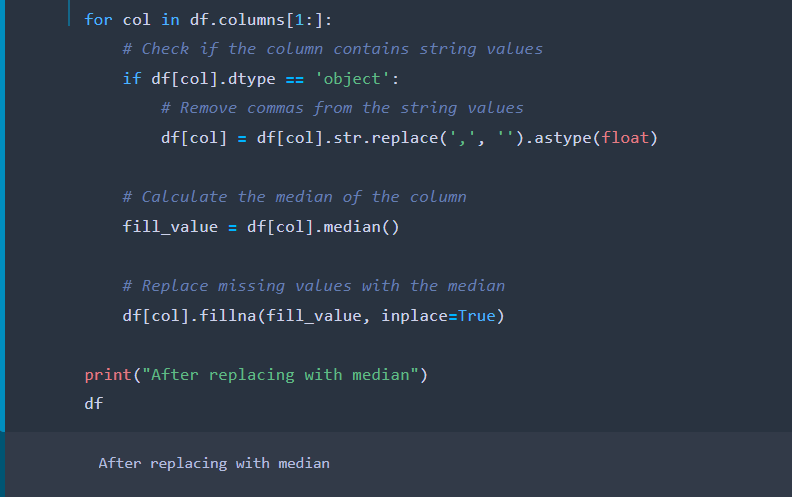 for col in df.columns[1:]:
# Check if the column contains string values
if df[col].dtype == 'object':
# Remove commas from the string values
df[col] = df[col].str.replace(',', '').astype(float)
# Calculate the median of the column
fill_value = df[col].median()
# Replace missing values with the median
df[col].fillna(fill_value, inplace=True)
print("After replacing with median")
df
After replacing with median